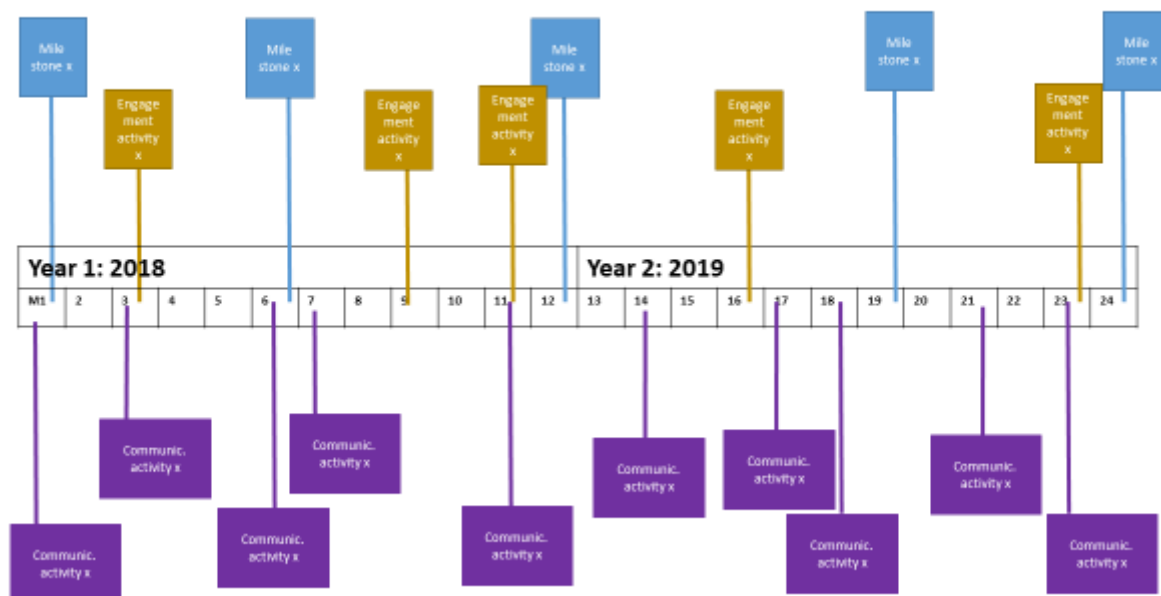 Mile
stone x
Mile
stone x
Mile
stone x
Mile
stone x
Mile
stone x
Engage
ment
activity
x
Engage
ment
activity
x
Engage
ment
activity
x
Engage
ment
activity
x
Engage
ment
activity
x
Year 1: 2018 Year 2: 2019
M1 2 3 4 5 6 7 8 9 10 11 12 13 14 15 16 17 18 19 20 21 22 23 24
Communic.
activity x
Communic.
activity x
Communic.
activity x
Communic.
activity x
Communic.
activity x
Communic.
activity x
Communic.
activity x
Communic.
activity x
Communic.
activity x
Communic.
activity x